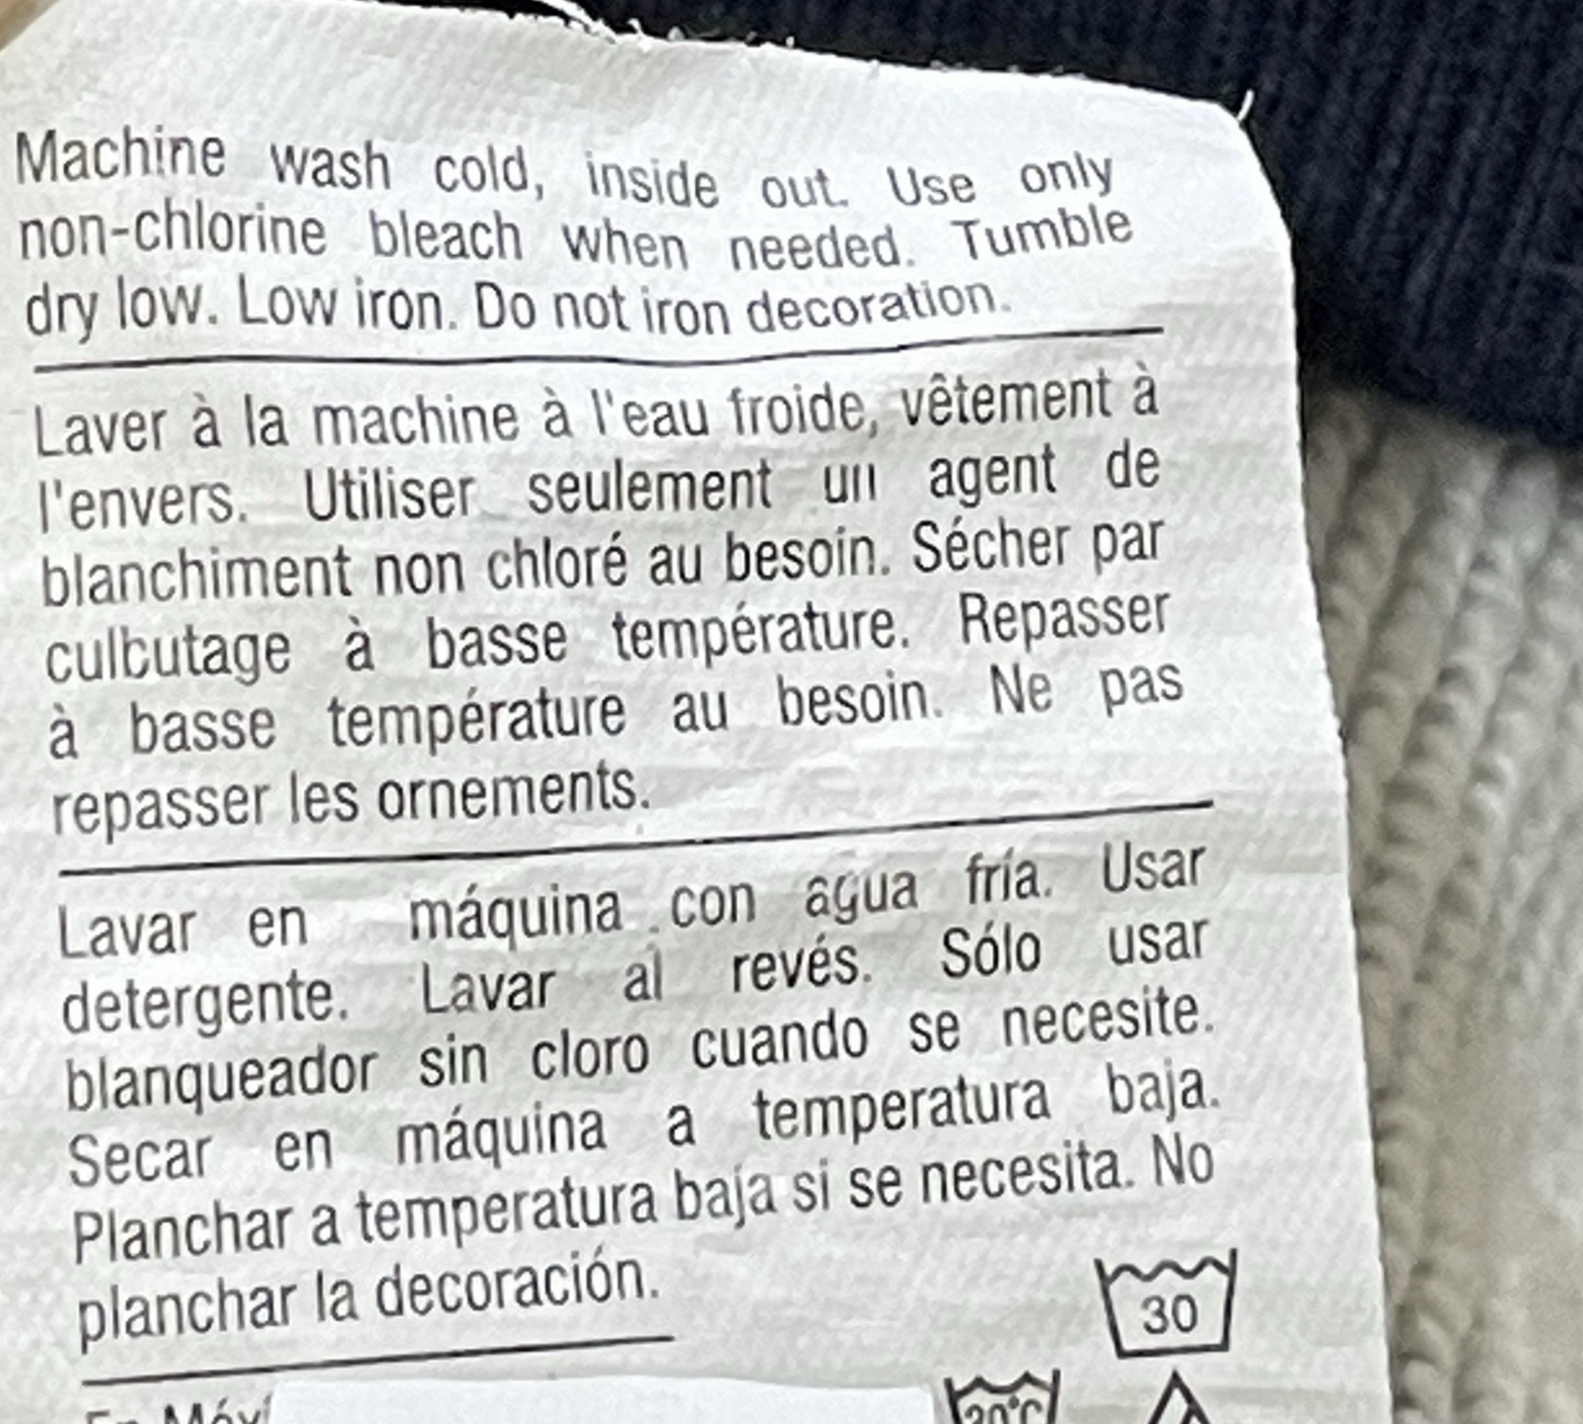 Machine wash cold, inside out. Use only
non-chlorine bleach when needed. Tumble
dry low. Low iron. Do not iron decoration.
Laver à la machine à l'eau froide, vêtement à
l'envers. Utiliser seulement un agent de
blanchiment non chloré au besoin. Sécher par
culbutage à basse température. Repasser
à basse température au besoin. Ne pas
repasser les ornements.
Lavar en máquina con agua fría. Usar
detergente. Lavar al revés. Sólo usar
blanqueador sin cloro cuando se necesite.
Secar en máquina a temperatura baja.
Planchar a temperatura baja si se necesita. No
planchar la decoración.
30
30°C